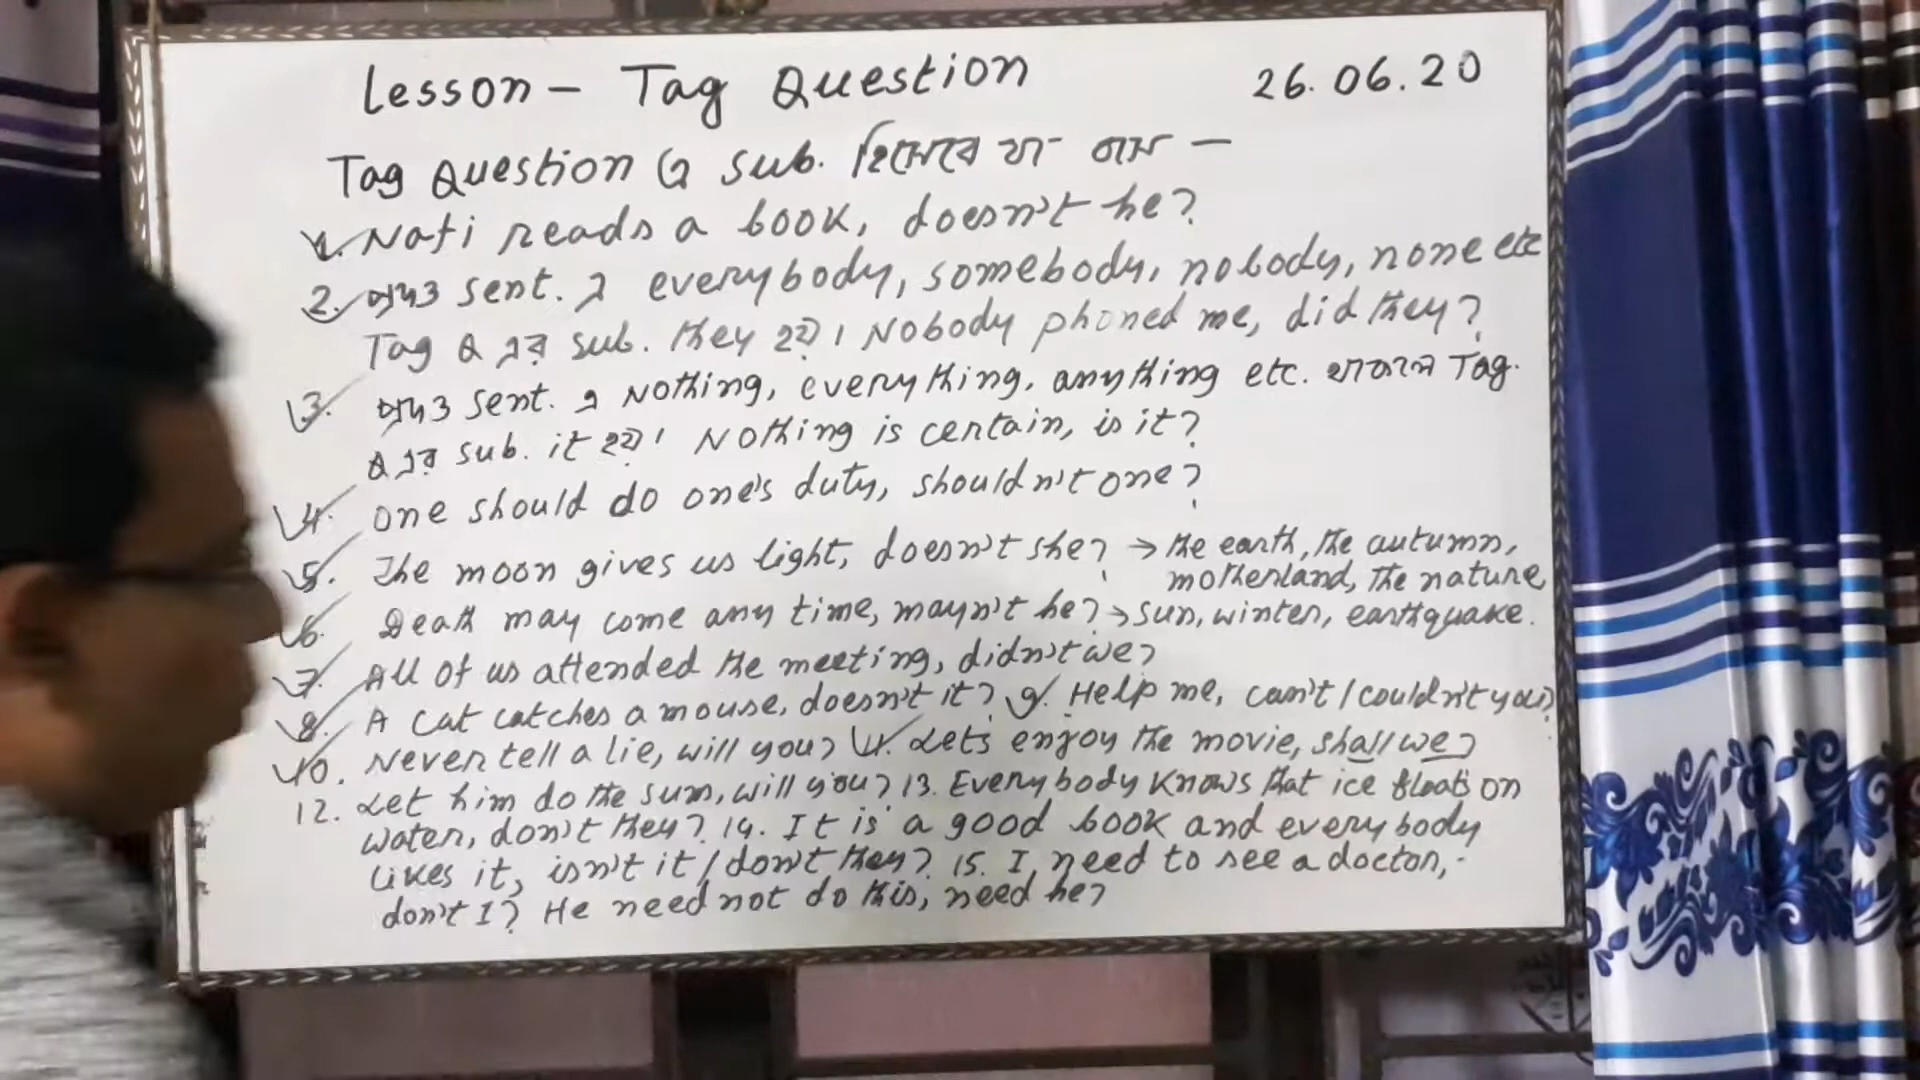 Lesson - Tag Question 26.06.20
Tag Question এ sub. হিসেবে যা বসে —
1. Nafi reads a book, doesn't he?
2. প্রদত্ত sent. এ everybody, somebody, nobody, none etc
Tag Q এর sub. they হয়। Nobody phoned me, did they?
3. প্রদত্ত sent. এ Nothing, everything, anything etc. থাকলে Tag.
Q এর sub. it হয়। Nothing is certain, is it?
4. One should do one's duty, shouldn't one?
5. The moon gives us light, doesn't she? → the earth, the autumn,
motherland, the nature
6. Death may come any time, mayn't he? → sun, winter, earthquake.
7. All of us attended the meeting, didn't we?
8. A cat catches a mouse, doesn't it? 9. Help me, can't/couldn't you?
10. Never tell a lie, will you? 11. Lets enjoy the movie, shall we?
12. Let him do the sum, will you? 13. Everybody knows that ice floats on
water, don't they? 14. It is a good book and everybody
likes it, isn't it / don't they? 15. I need to see a doctor,
don't I? He need not do this, need he?